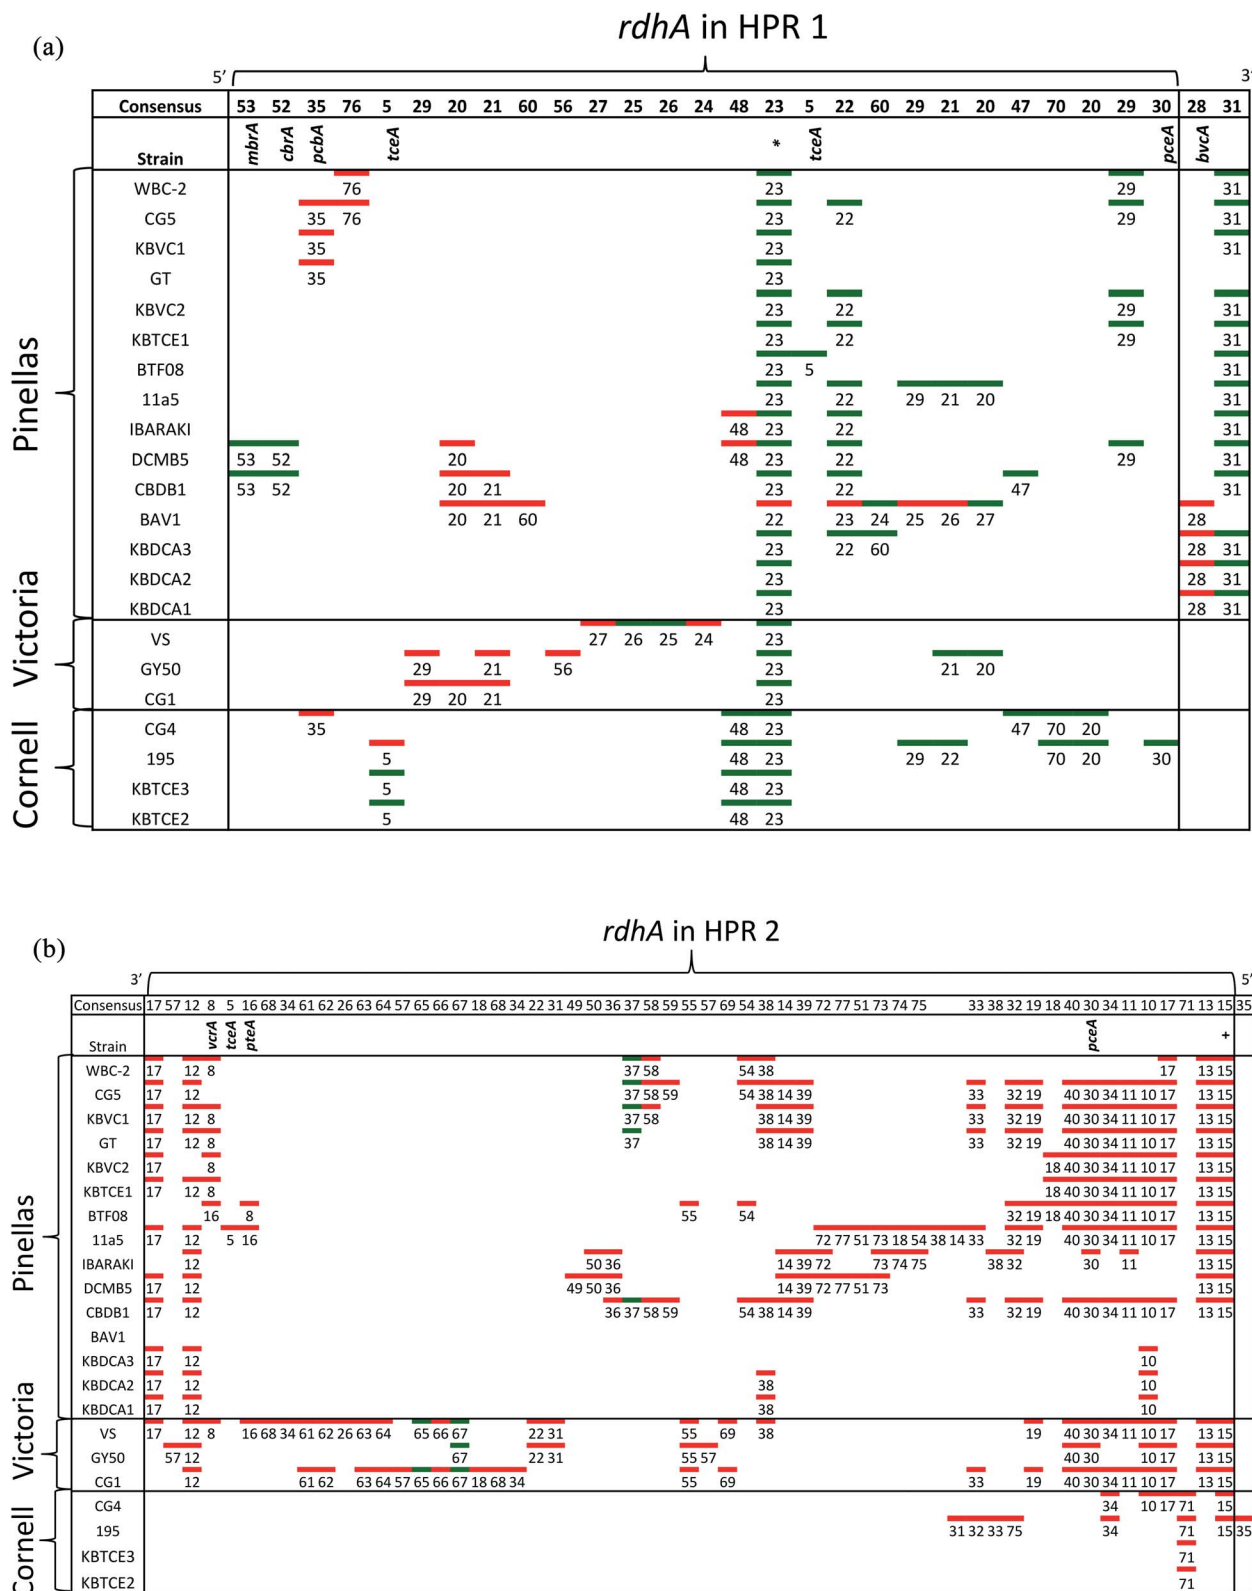 (a)
rdhA in HPR 1
5’ 3’
Consensus 53 52 35 76 5 29 20 21 60 56 27 25 26 24 48 23 5 22 60 29 21 20 47 70 20 29 30 28 31
Strain mbrA cbrA pcbA tceA * tceA pceA bvcA
Pinellas
WBC-2 76 23 29 31
CG5 35 76 23 22 29 31
KBVC1 35 23 31
GT 35 23
KBVC2 23 22 29 31
KBTCE1 23 22 29 31
BTF08 23 5 31
11a5 23 22 29 21 20 31
IBARAKI 48 23 22 31
DCMB5 53 52 20 48 23 22 29 31
CBDB1 53 52 20 21 23 22 47 31
BAV1 20 21 60 22 23 24 25 26 27 28
KBDCA3 23 22 60 28 31
KBDCA2 23 28 31
KBDCA1 23 28 31
Victoria
VS 27 26 25 24 23
GY50 29 21 56 23 21 20
CG1 29 20 21 23
Cornell
CG4 35 48 23 47 70 20
195 5 48 23 29 22 70 20 30
KBTCE3 5 48 23
KBTCE2 5 48 23
(b)
rdhA in HPR 2
3’ 5’
Consensus 17 57 12 8 5 16 68 34 61 62 26 63 64 57 65 66 67 18 68 34 22 31 49 50 36 37 58 59 55 57 69 54 38 14 39 72 77 51 73 74 75 33 38 32 19 18 40 30 34 11 10 17 71 13 15 35
Strain vcrA tceA pteA pceA +
Pinellas
WBC-2 17 12 8 37 58 54 38 17 13 15
CG5 17 12 37 58 59 54 38 14 39 33 32 19 40 30 34 11 10 17 13 15
KBVC1 17 12 8 37 58 38 14 39 33 32 19 40 30 34 11 10 17 13 15
GT 17 12 8 37 38 14 39 33 32 19 40 30 34 11 10 17 13 15
KBVC2 17 8 18 40 30 34 11 10 17 13 15
KBTCE1 17 12 8 18 40 30 34 11 10 17 13 15
BTF08 16 8 55 54 32 19 18 40 30 34 11 10 17 13 15
11a5 17 12 5 16 72 77 51 73 18 54 38 14 33 32 19 40 30 34 11 10 17 13 15
IBARAKI 12 50 36 14 39 72 73 74 75 38 32 30 11 13 15
DCMB5 17 12 49 50 36 14 39 72 77 51 73 13 15
CBDB1 17 12 36 37 58 59 54 38 14 39 33 32 19 40 30 34 11 10 17 13 15
BAV1
KBDCA3 17 12 10
KBDCA2 17 12 38 10
KBDCA1 17 12 38 10
Victoria
VS 17 12 8 16 68 34 61 62 26 63 64 65 66 67 22 31 55 69 38 19 40 30 34 11 10 17 13 15
GY50 57 12 67 22 31 55 57 40 30 10 17 13 15
CG1 12 61 62 63 64 57 65 66 67 18 68 34 55 69 33 19 40 30 34 11 10 17 13 15
Cornell
CG4 34 10 17 71 15
195 31 32 33 75 34 71 15 35
KBTCE3 71
KBTCE2 71